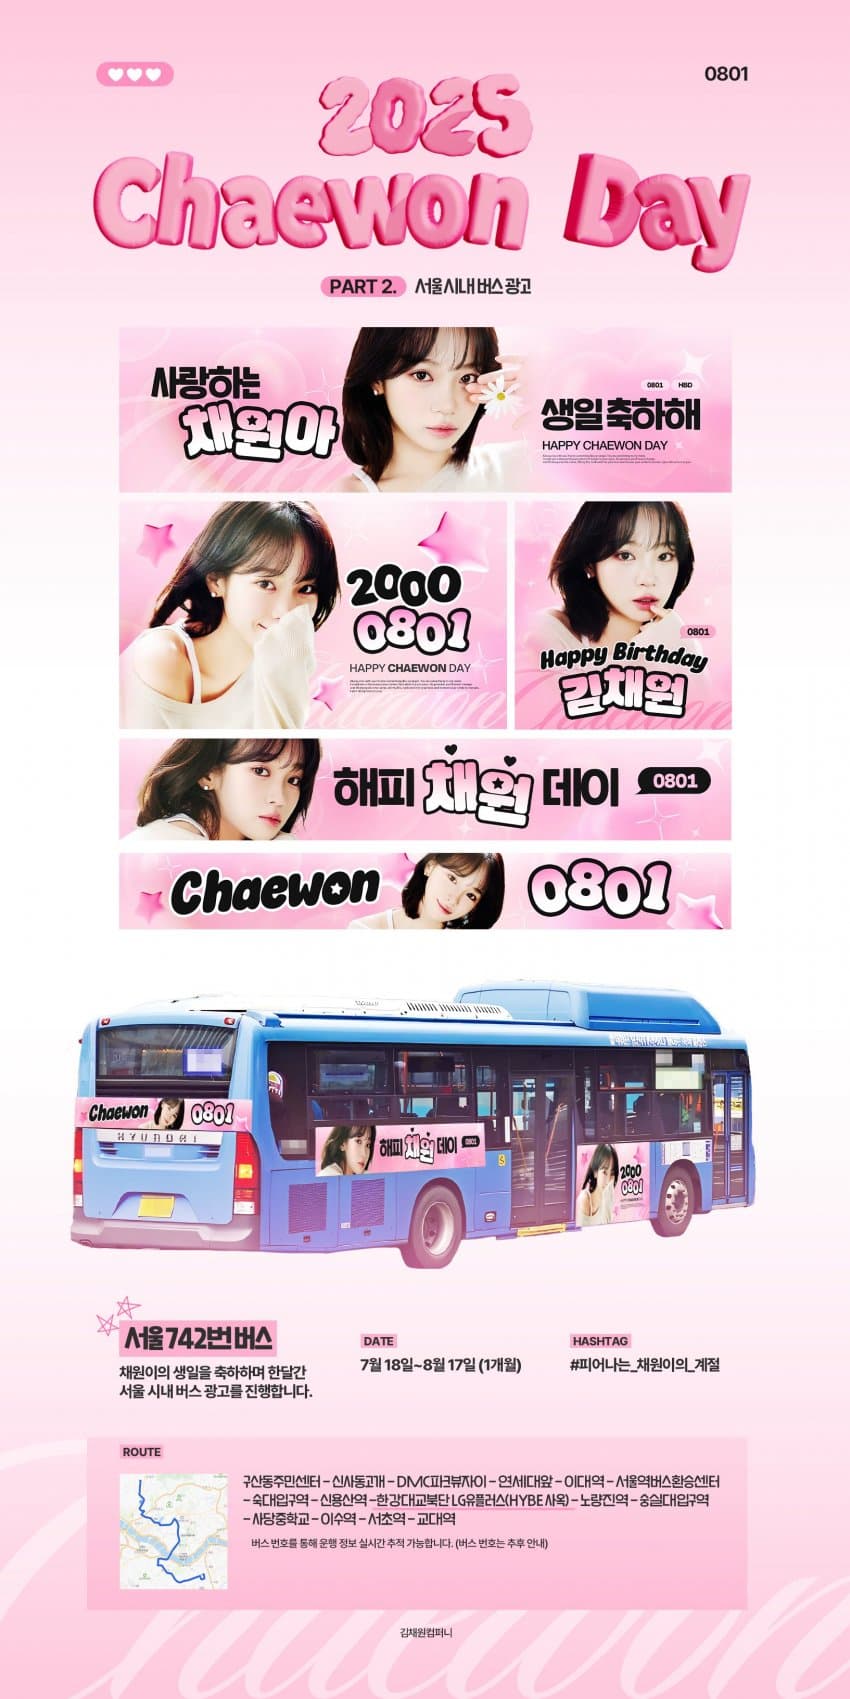 0801
2025
Chaewon Day
PART 2. 서울 시내 버스 광고
사랑하는
채원아
0801 HBD
생일 축하해
HAPPY CHAEWON DAY
2000
0801
HAPPY CHAEWON DAY
0801
Happy Birthday
김채원
해피 채원 데이 0801
Chaewon 0801
Chaewon 0801
HYUNDAI
해피 채원 데이 0801
2000
0801
HAPPY CHAEWON DAY
서울 742번 버스
채원이의 생일을 축하하며 한달간
서울 시내 버스 광고를 진행합니다.
DATE
7월 18일~8월 17일 (1개월)
HASHTAG
#피어나는_채원이의_계절
ROUTE
구산동주민센터 – 신사동고개 – DMC파크뷰자이 – 연세대앞 – 이대역 – 서울역버스환승센터
– 숙대입구역 – 신용산역 –한강대교북단 LG유플러스(HYBE 사옥) – 노량진역 – 숭실대입구역
– 사당중학교 – 이수역 – 서초역 – 교대역
버스 번호를 통해 운행 정보 실시간 추적 가능합니다. (버스 번호는 추후 안내)
김채원컴퍼니
Chaewon